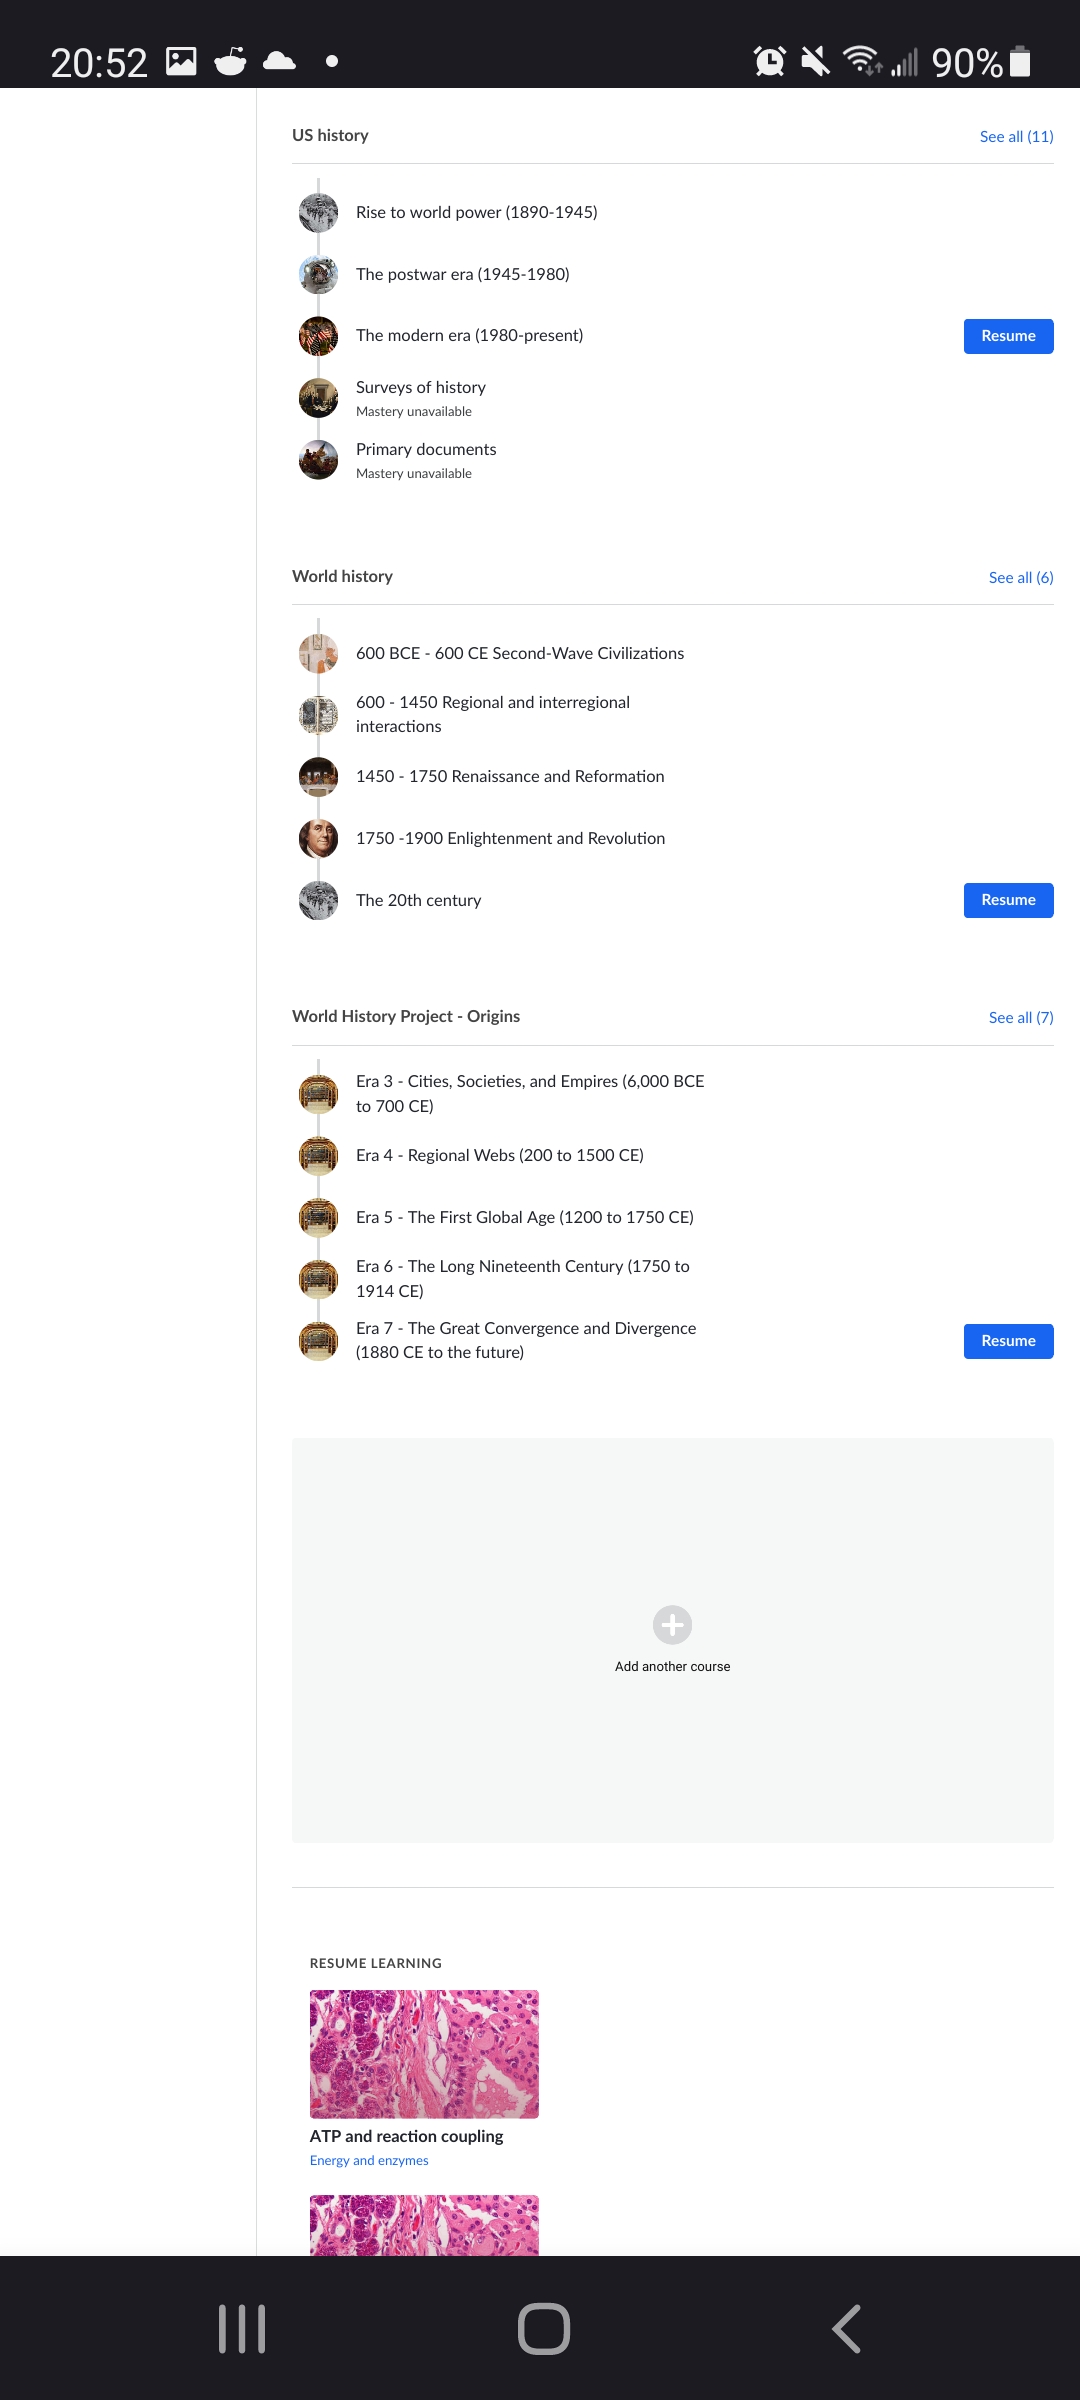 20:52
90%
US history
See all (11)
Rise to world power (1890-1945)
The postwar era (1945-1980)
The modern era (1980-present)
Resume
Surveys of history
Mastery unavailable
Primary documents
Mastery unavailable
World history
See all (6)
600 BCE - 600 CE Second-Wave Civilizations
600 - 1450 Regional and interregional
interactions
1450 - 1750 Renaissance and Reformation
1750 -1900 Enlightenment and Revolution
The 20th century
Resume
World History Project - Origins
See all (7)
Era 3 - Cities, Societies, and Empires (6,000 BCE
to 700 CE)
Era 4 - Regional Webs (200 to 1500 CE)
Era 5 - The First Global Age (1200 to 1750 CE)
Era 6 - The Long Nineteenth Century (1750 to
1914 CE)
Era 7 - The Great Convergence and Divergence
(1880 CE to the future)
Resume
Add another course
RESUME LEARNING
ATP and reaction coupling
Energy and enzymes